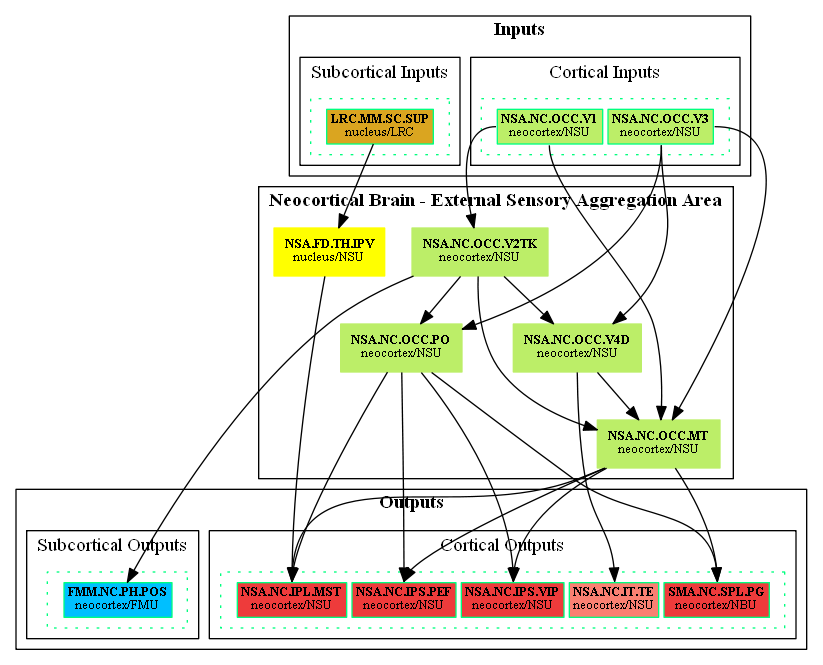 Inputs
Subcortical Inputs
Cortical Inputs
LRC.MM.SC.SUP
nucleus/LRC
NSA.NC.OCC.V1
neocortex/NSU
NSA.NC.OCC.V3
neocortex/NSU
Neocortical Brain - External Sensory Aggregation Area
NSA.FD.TH.IPV
nucleus/NSU
NSA.NC.OCC.V2TK
neocortex/NSU
NSA.NC.OCC.PO
neocortex/NSU
NSA.NC.OCC.V4D
neocortex/NSU
NSA.NC.OCC.MT
neocortex/NSU
Outputs
Subcortical Outputs
Cortical Outputs
FMM.NC.PH.POS
neocortex/FMU
NSA.NC.IPL.MST
neocortex/NSU
NSA.NC.IPS.PEF
neocortex/NSU
NSA.NC.IPS.VIP
neocortex/NSU
NSA.NC.IT.TE
neocortex/NSU
SMA.NC.SPL.PG
neocortex/NBU